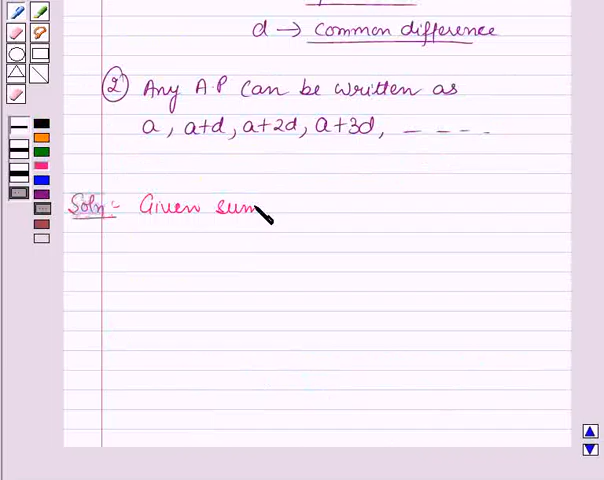 d → Common difference
② Any A.P Can be written as
a, a+d, a+2d, a+3d, _ _ _ _
Soln:- Given sum